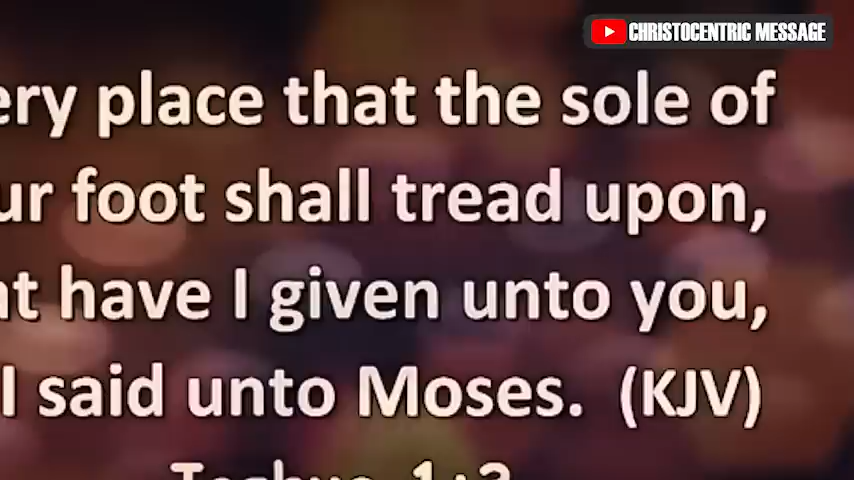 CHRISTOCENTRIC MESSAGE
ery place that the sole of
ur foot shall tread upon,
at have I given unto you,
I said unto Moses. (KJV)